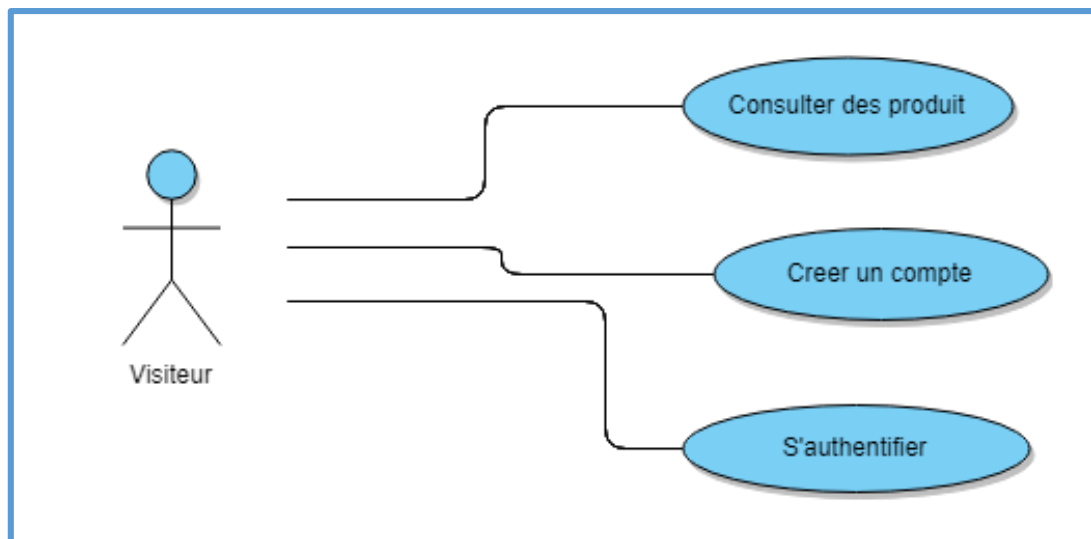 Consulter des produit
Creer un compte
Visiteur
S'authentifier